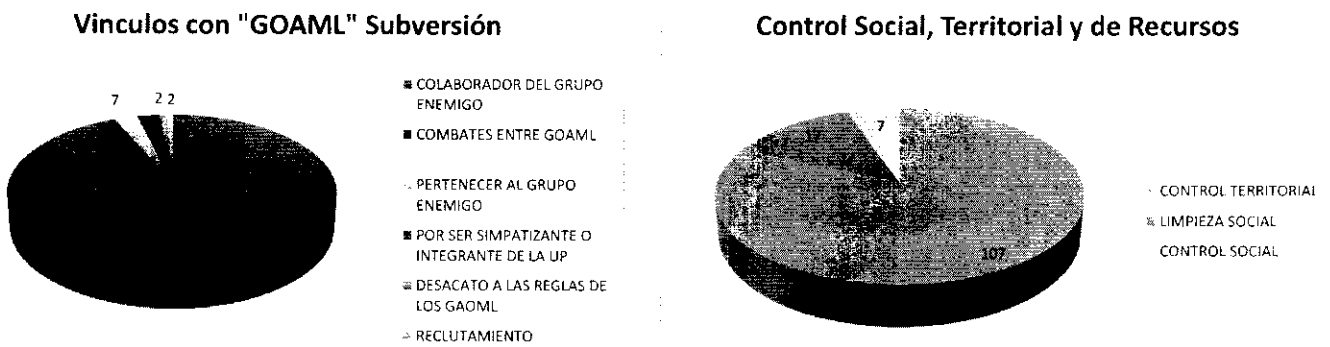 Vinculos con "GOAML" Subversión
7 2 2
COLABORADOR DEL GRUPO
ENEMIGO
COMBATES ENTRE GOAML
PERTENECER AL GRUPO
ENEMIGO
POR SER SIMPATIZANTE O
INTEGRANTE DE LA UP
DESACATO A LAS REGLAS DE
LOS GAOML
RECLUTAMIENTO
Control Social, Territorial y de Recursos
7
107
CONTROL TERRITORIAL
LIMPIEZA SOCIAL
CONTROL SOCIAL